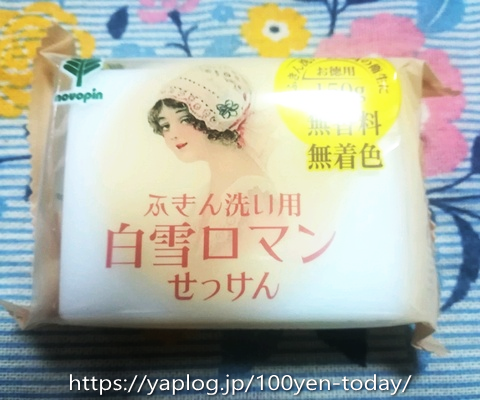 novopin
お徳用
150g
無香料
無着色
ふきん洗い用
白雪ロマン
せっけん
https://yaplog.jp/100yen-today/